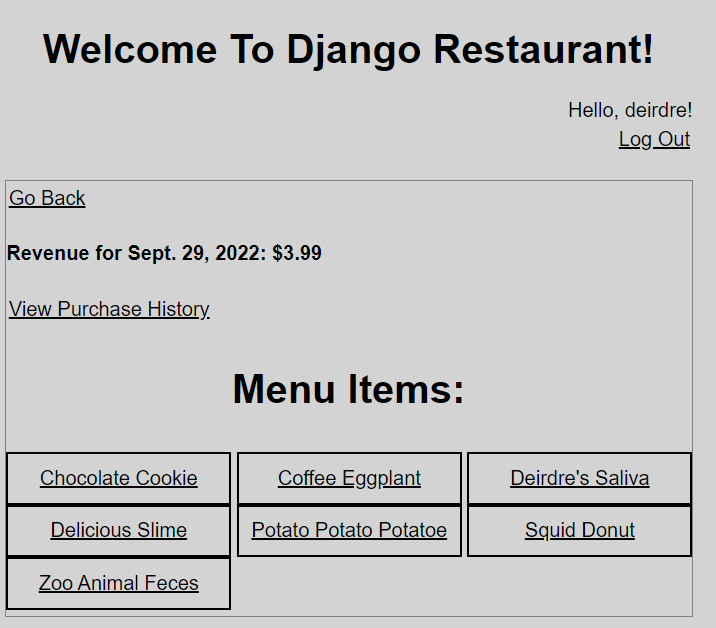 Welcome To Django Restaurant!
Hello, deirdre!
Log Out
Go Back
Revenue for Sept. 29, 2022: $3.99
View Purchase History
Menu Items:
Chocolate Cookie
Coffee Eggplant
Deirdre's Saliva
Delicious Slime
Potato Potato Potatoe
Squid Donut
Zoo Animal Feces